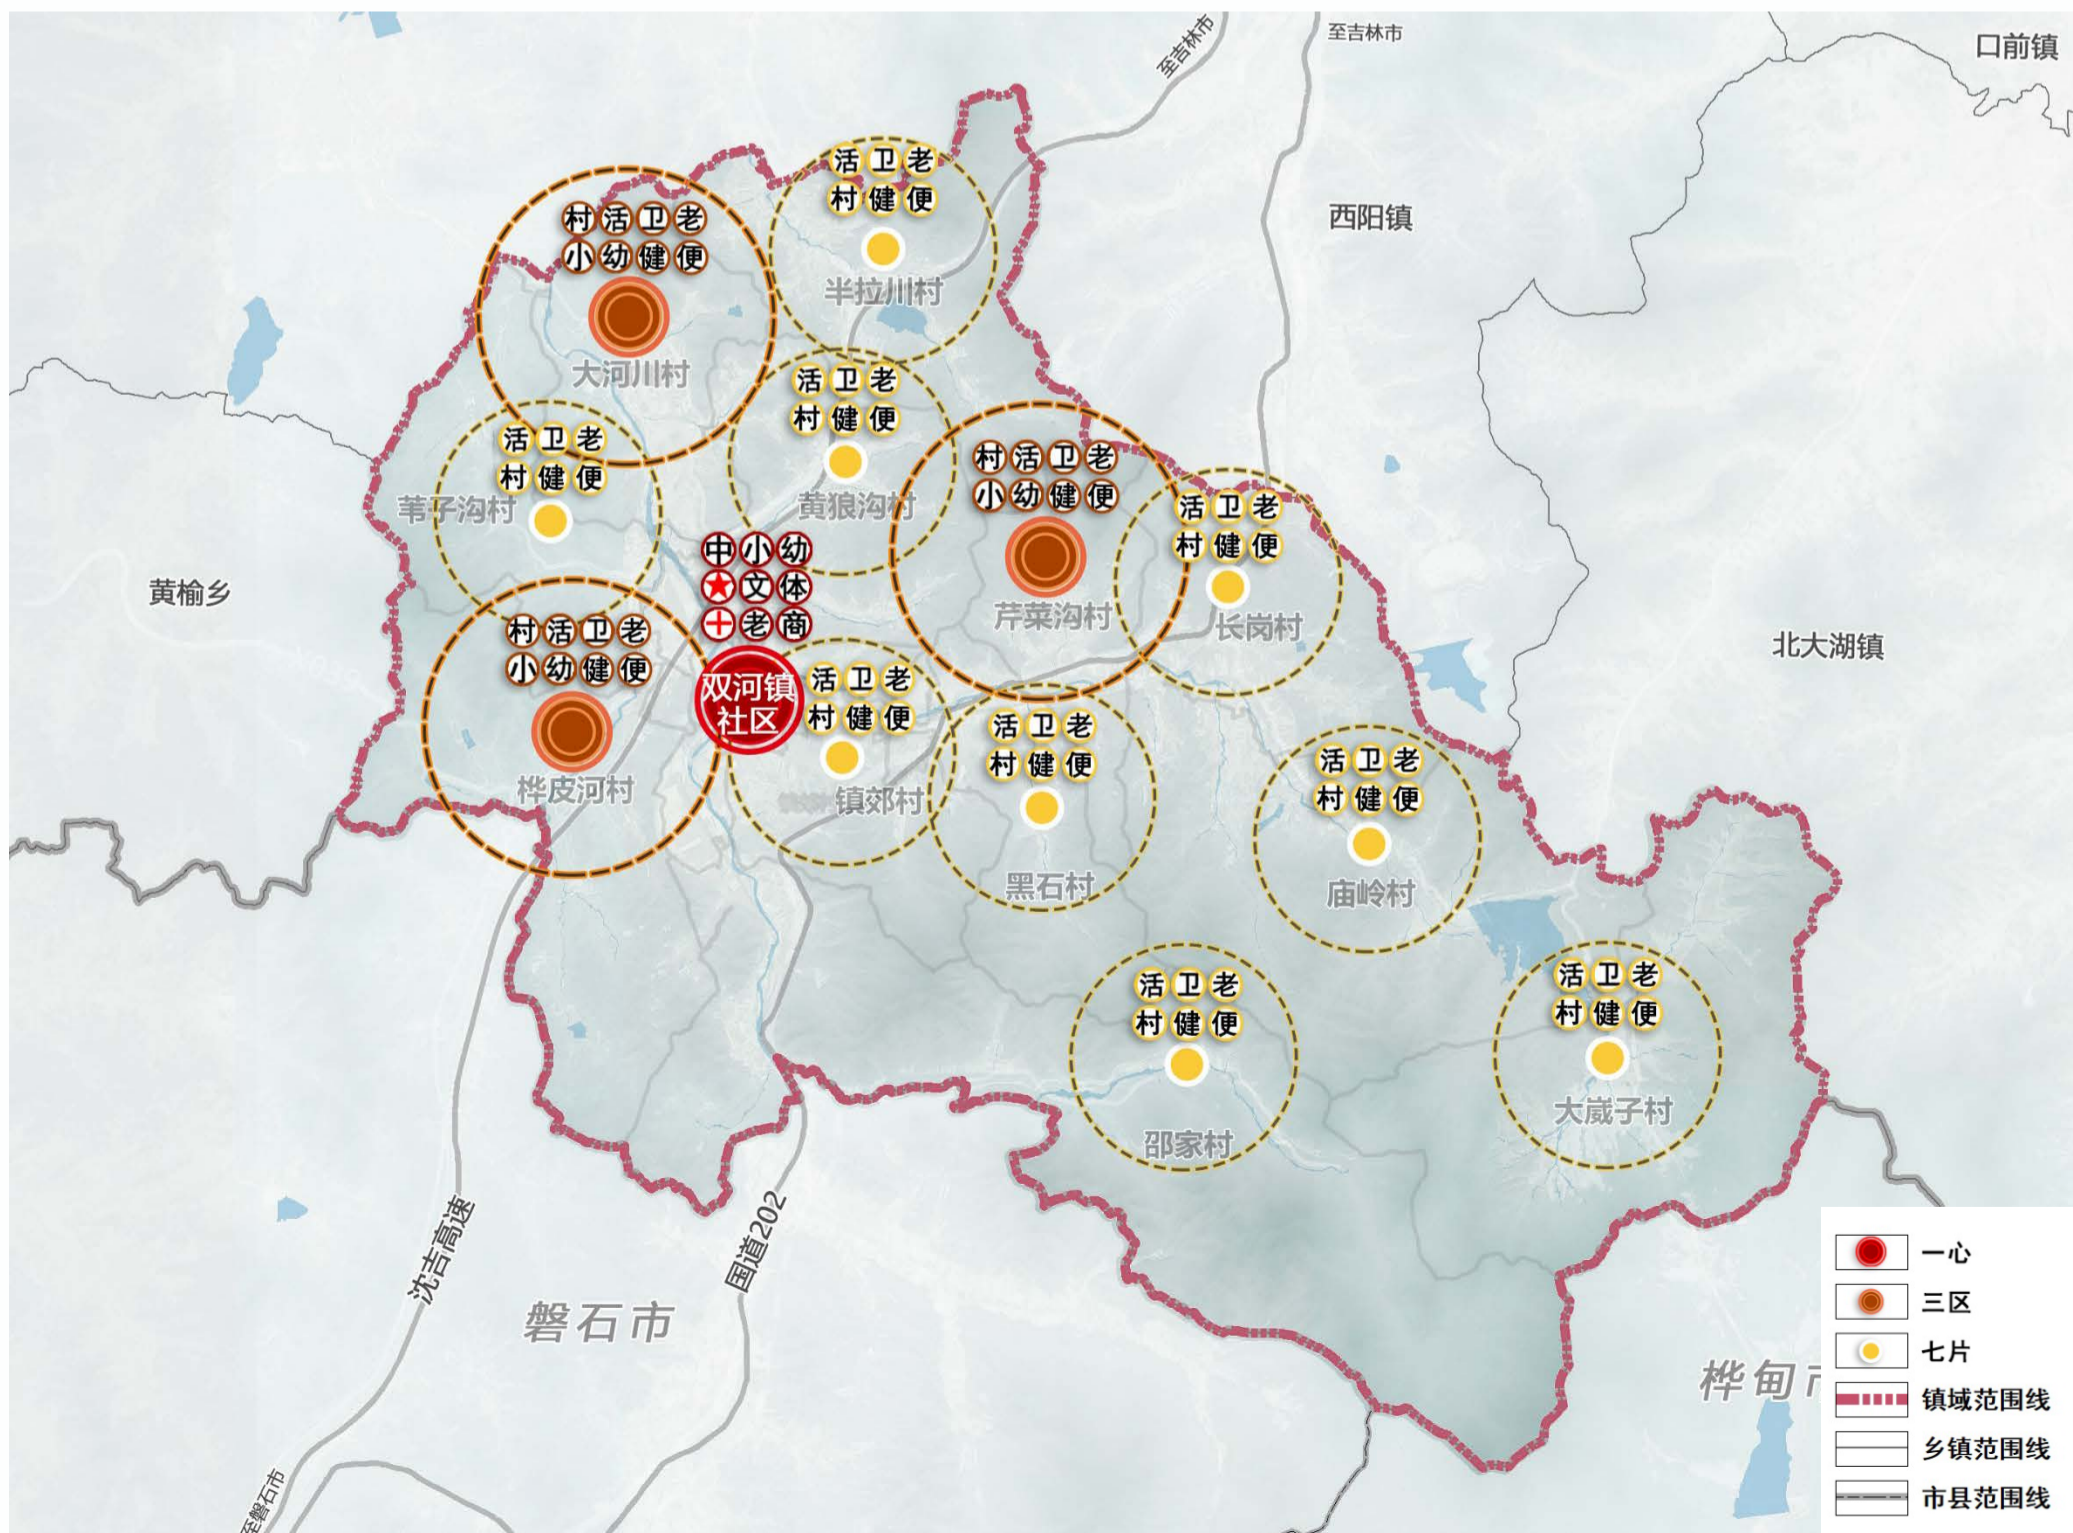 至吉林市
至吉林市
口前镇
活卫老
村健便
半拉川村
西阳镇
村活卫老
小幼健便
大河川村
活卫老
村健便
黄狼沟村
活卫老
村健便
苇子沟村
村活卫老
小幼健便
芹菜沟村
活卫老
村健便
长岗村
黄榆乡
中小幼
★文体
十老商
双河镇
社区
北大湖镇
村活卫老
小幼健便
桦皮河村
活卫老
村健便
镇郊村
活卫老
村健便
黑石村
活卫老
村健便
庙岭村
活卫老
村健便
邵家村
活卫老
村健便
大崴子村
沈吉高速
国道202
磐石市
至磐石市
桦甸市
一心
三区
七片
镇域范围线
乡镇范围线
市县范围线